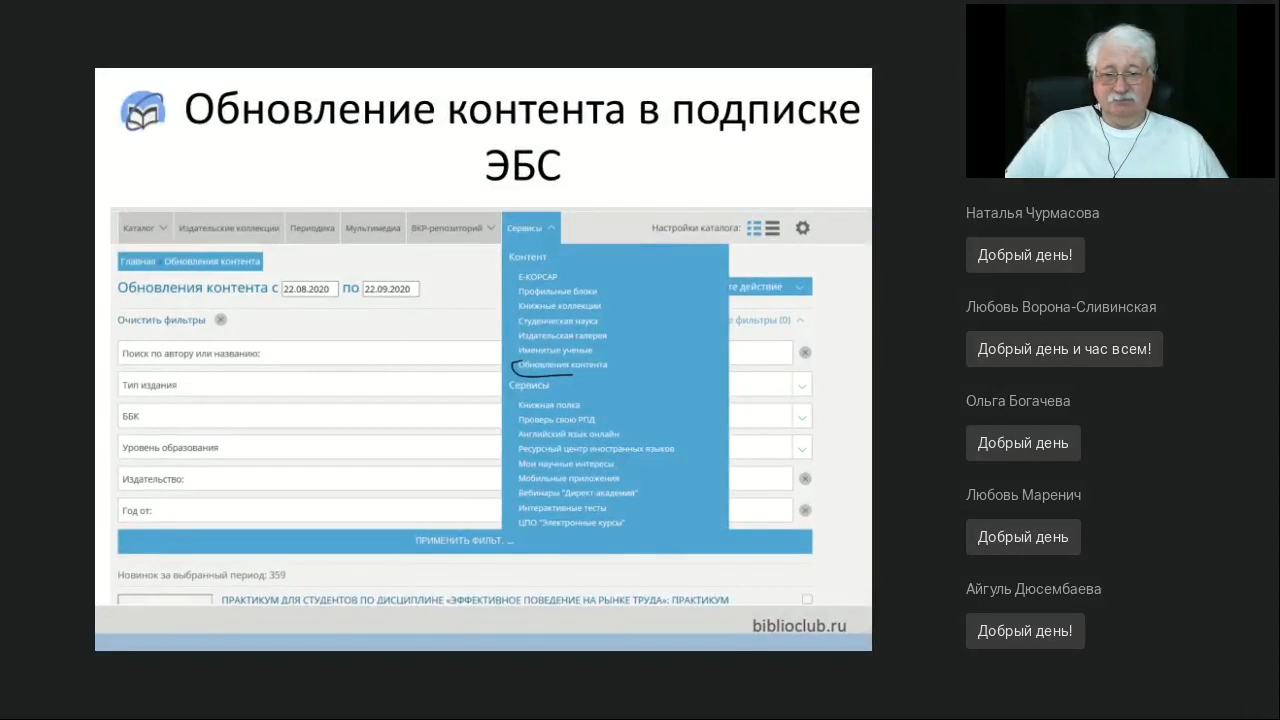 Обновление контента в подписке
ЭБС
Каталог Издательские коллекции Периодика Мультимедиа ВКР-репозиторий Сервисы Настройки каталога:
Главная Обновления контента
Обновления контента с 22.08.2020 по 22.09.2020
те действие
Очистить фильтры
е фильтры (0)
Поиск по автору или названию:
Тип издания
ББК
Уровень образования
Издательство:
Год от:
Контент
Е-КОРСАР
Профильные блоки
Книжные коллекции
Студенческая наука
Издательская галерея
Именитые ученые
Обновления контента
Сервисы
Книжная полка
Проверь свою РПД
Английский язык онлайн
Ресурсный центр иностранных языков
Мои научные интересы
Мобильные приложения
Вебинары "Директ-академия"
Интерактивные тесты
ЦПО "Электронные курсы"
ПРИМЕНИТЬ ФИЛЬТ. ...
Новинок за выбранный период: 359
ПРАКТИКУМ ДЛЯ СТУДЕНТОВ ПО ДИСЦИПЛИНЕ «ЭФФЕКТИВНОЕ ПОВЕДЕНИЕ НА РЫНКЕ ТРУДА»: ПРАКТИКУМ
biblioclub.ru
Наталья Чурмасова
Добрый день!
Любовь Ворона-Сливинская
Добрый день и час всем!
Ольга Богачева
Добрый день
Любовь Маренич
Добрый день
Айгуль Дюсембаева
Добрый день!